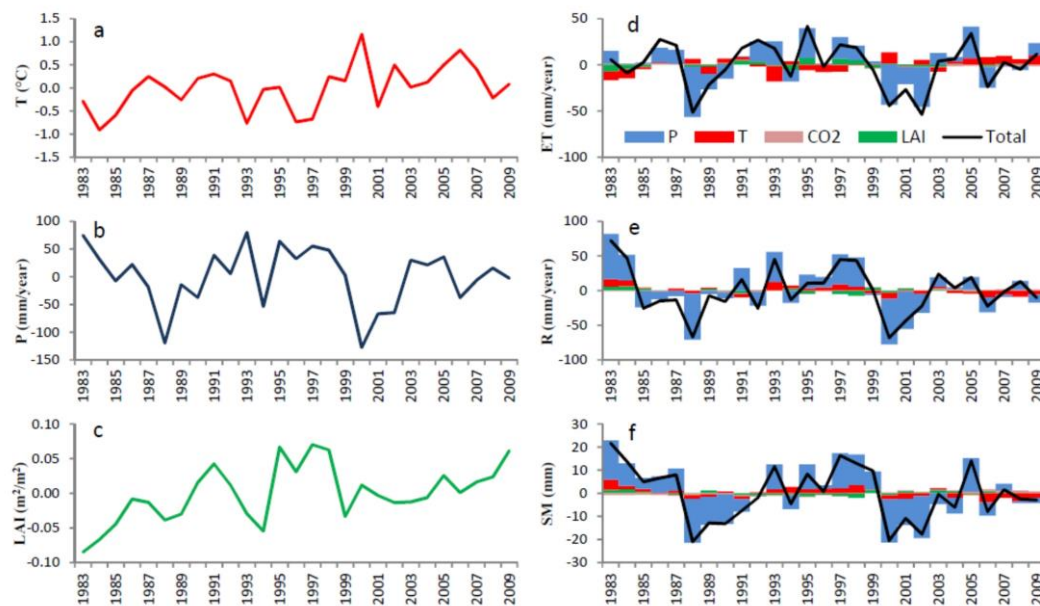 a
T (°C)
1.5
1.0
0.5
0.0
-0.5
-1.0
-1.5
1983 1985 1987 1989 1991 1993 1995 1997 1999 2001 2003 2005 2007 2009
d
ET (mm/year)
50
0
-50
-100
P T CO2 LAI Total
1983 1985 1987 1989 1991 1993 1995 1997 1999 2001 2003 2005 2007 2009
b
P (mm/year)
100
50
0
-50
-100
-150
1983 1985 1987 1989 1991 1993 1995 1997 1999 2001 2003 2005 2007 2009
e
R (mm/year)
100
50
0
-50
-100
1983 1985 1987 1989 1991 1993 1995 1997 1999 2001 2003 2005 2007 2009
c
LAI (m²/m²)
0.10
0.05
0.00
-0.05
-0.10
1983 1985 1987 1989 1991 1993 1995 1997 1999 2001 2003 2005 2007 2009
f
SM (mm)
30
20
10
0
-10
-20
-30
1983 1985 1987 1989 1991 1993 1995 1997 1999 2001 2003 2005 2007 2009